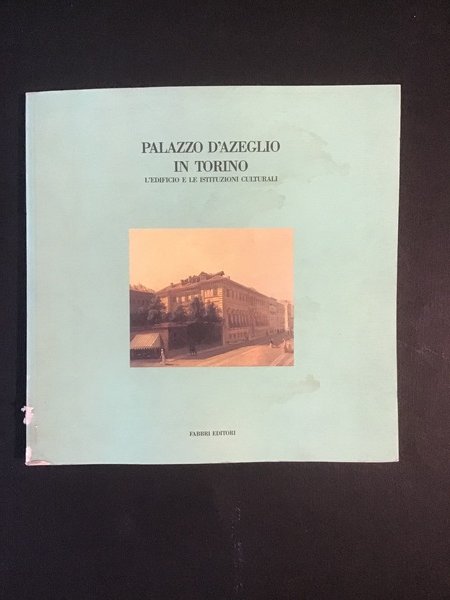 PALAZZO D'AZEGLIO
IN TORINO
L'EDIFICIO E LE ISTITUZIONI CULTURALI
FABBRI EDITORI